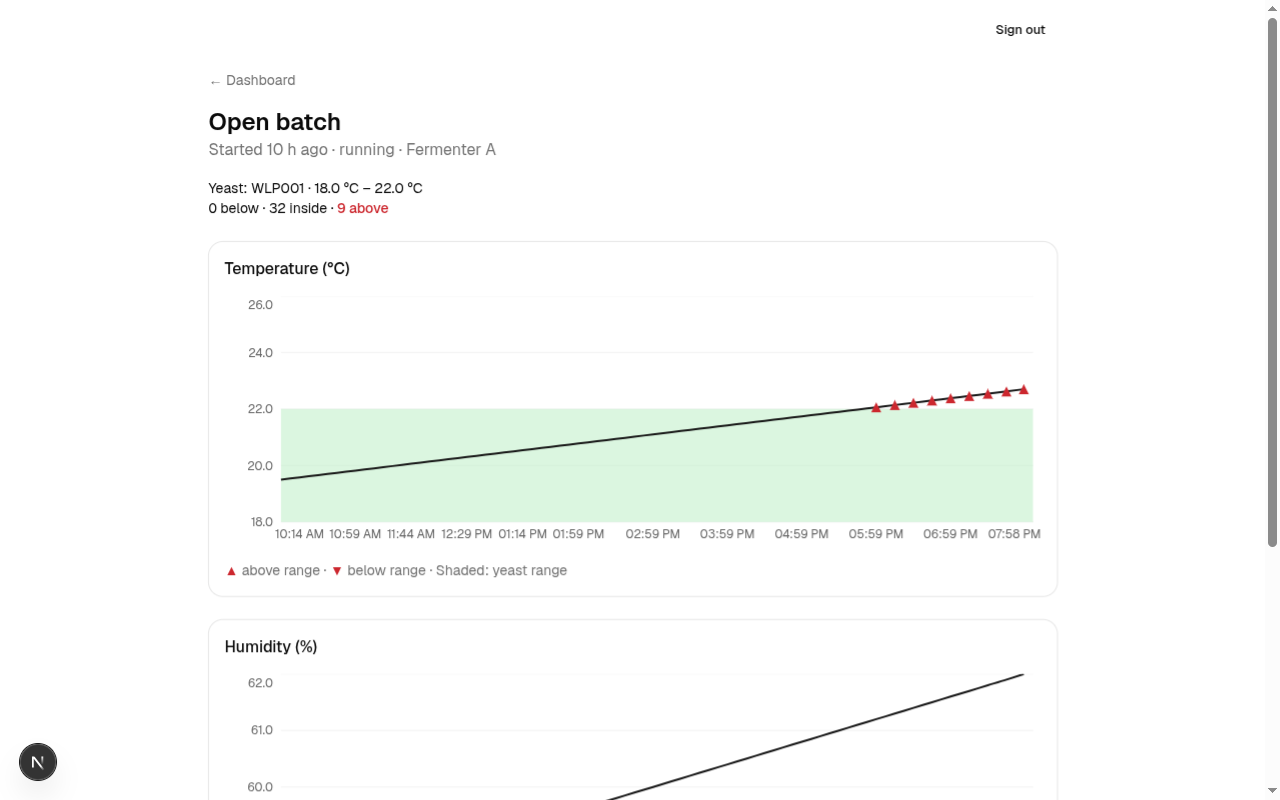 Sign out
← Dashboard
Open batch
Started 10 h ago · running · Fermenter A
Yeast: WLP001 · 18.0 °C – 22.0 °C
0 below · 32 inside · 9 above
Temperature (°C)
26.0
24.0
22.0
20.0
18.0
10:14 AM 10:59 AM 11:44 AM 12:29 PM 01:14 PM 01:59 PM 02:59 PM 03:59 PM 04:59 PM 05:59 PM 06:59 PM 07:58 PM
▲ above range · ▼ below range · Shaded: yeast range
Humidity (%)
62.0
61.0
60.0
N